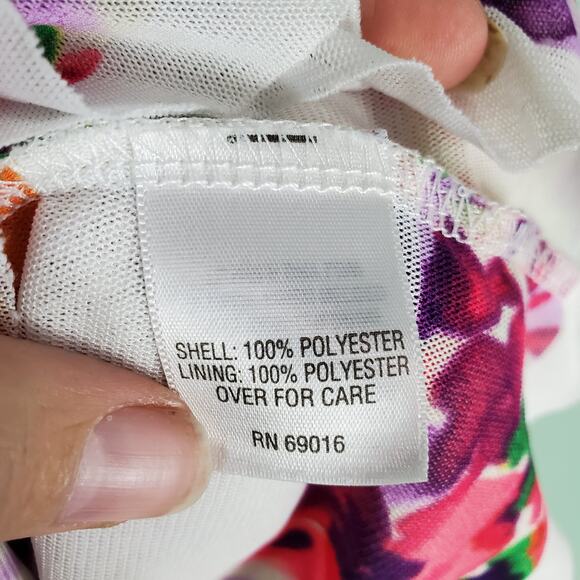 SHELL: 100% POLYESTER
LINING: 100% POLYESTER
OVER FOR CARE
RN 69016